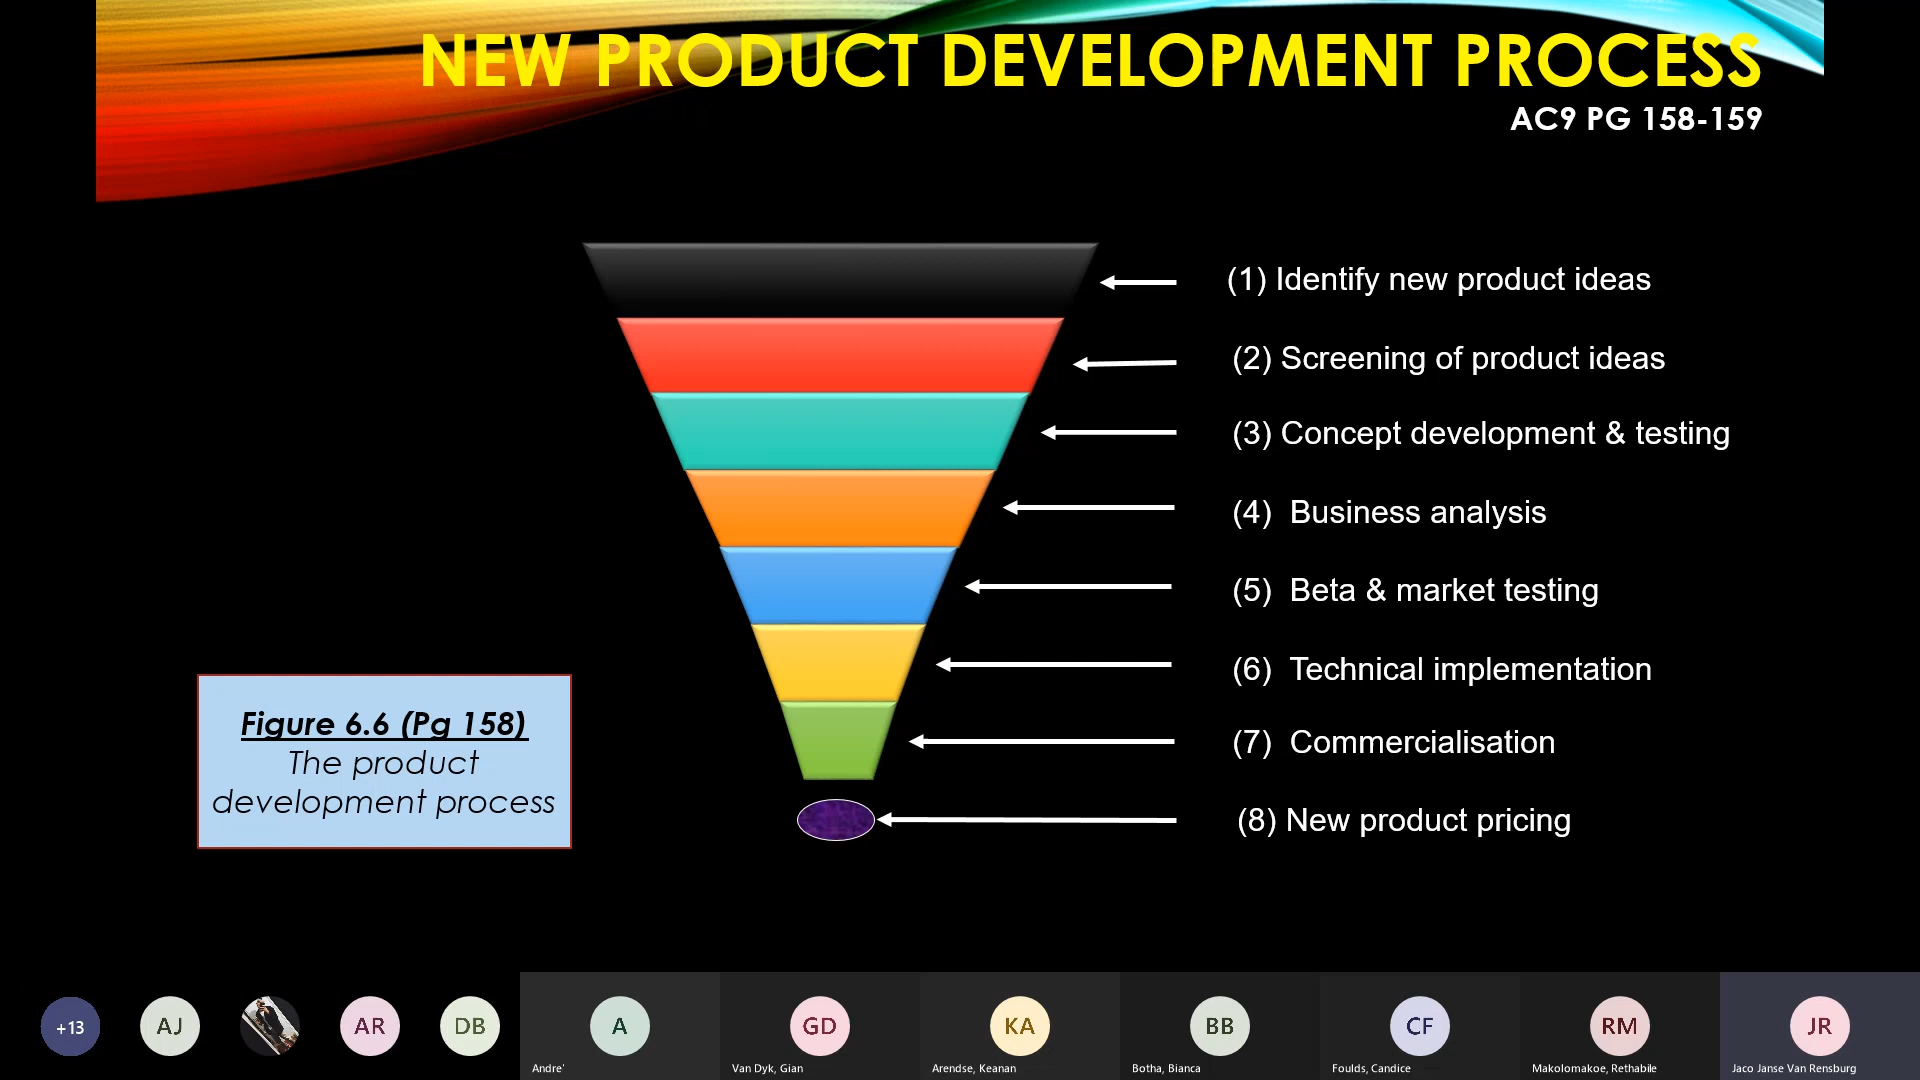 NEW PRODUCT DEVELOPMENT PROCESS
AC9 PG 158-159
(1) Identify new product ideas
(2) Screening of product ideas
(3) Concept development & testing
(4) Business analysis
(5) Beta & market testing
(6) Technical implementation
(7) Commercialisation
(8) New product pricing
Figure 6.6 (Pg 158)
The product
development process
+13
AJ
AR
DB
A
GD
KA
BB
CF
RM
JR
Andre'
Van Dyk, Gian
Arendse, Keanan
Botha, Bianca
Foulds, Candice
Makolomakoe, Rethabile
Jaco Janse Van Rensburg